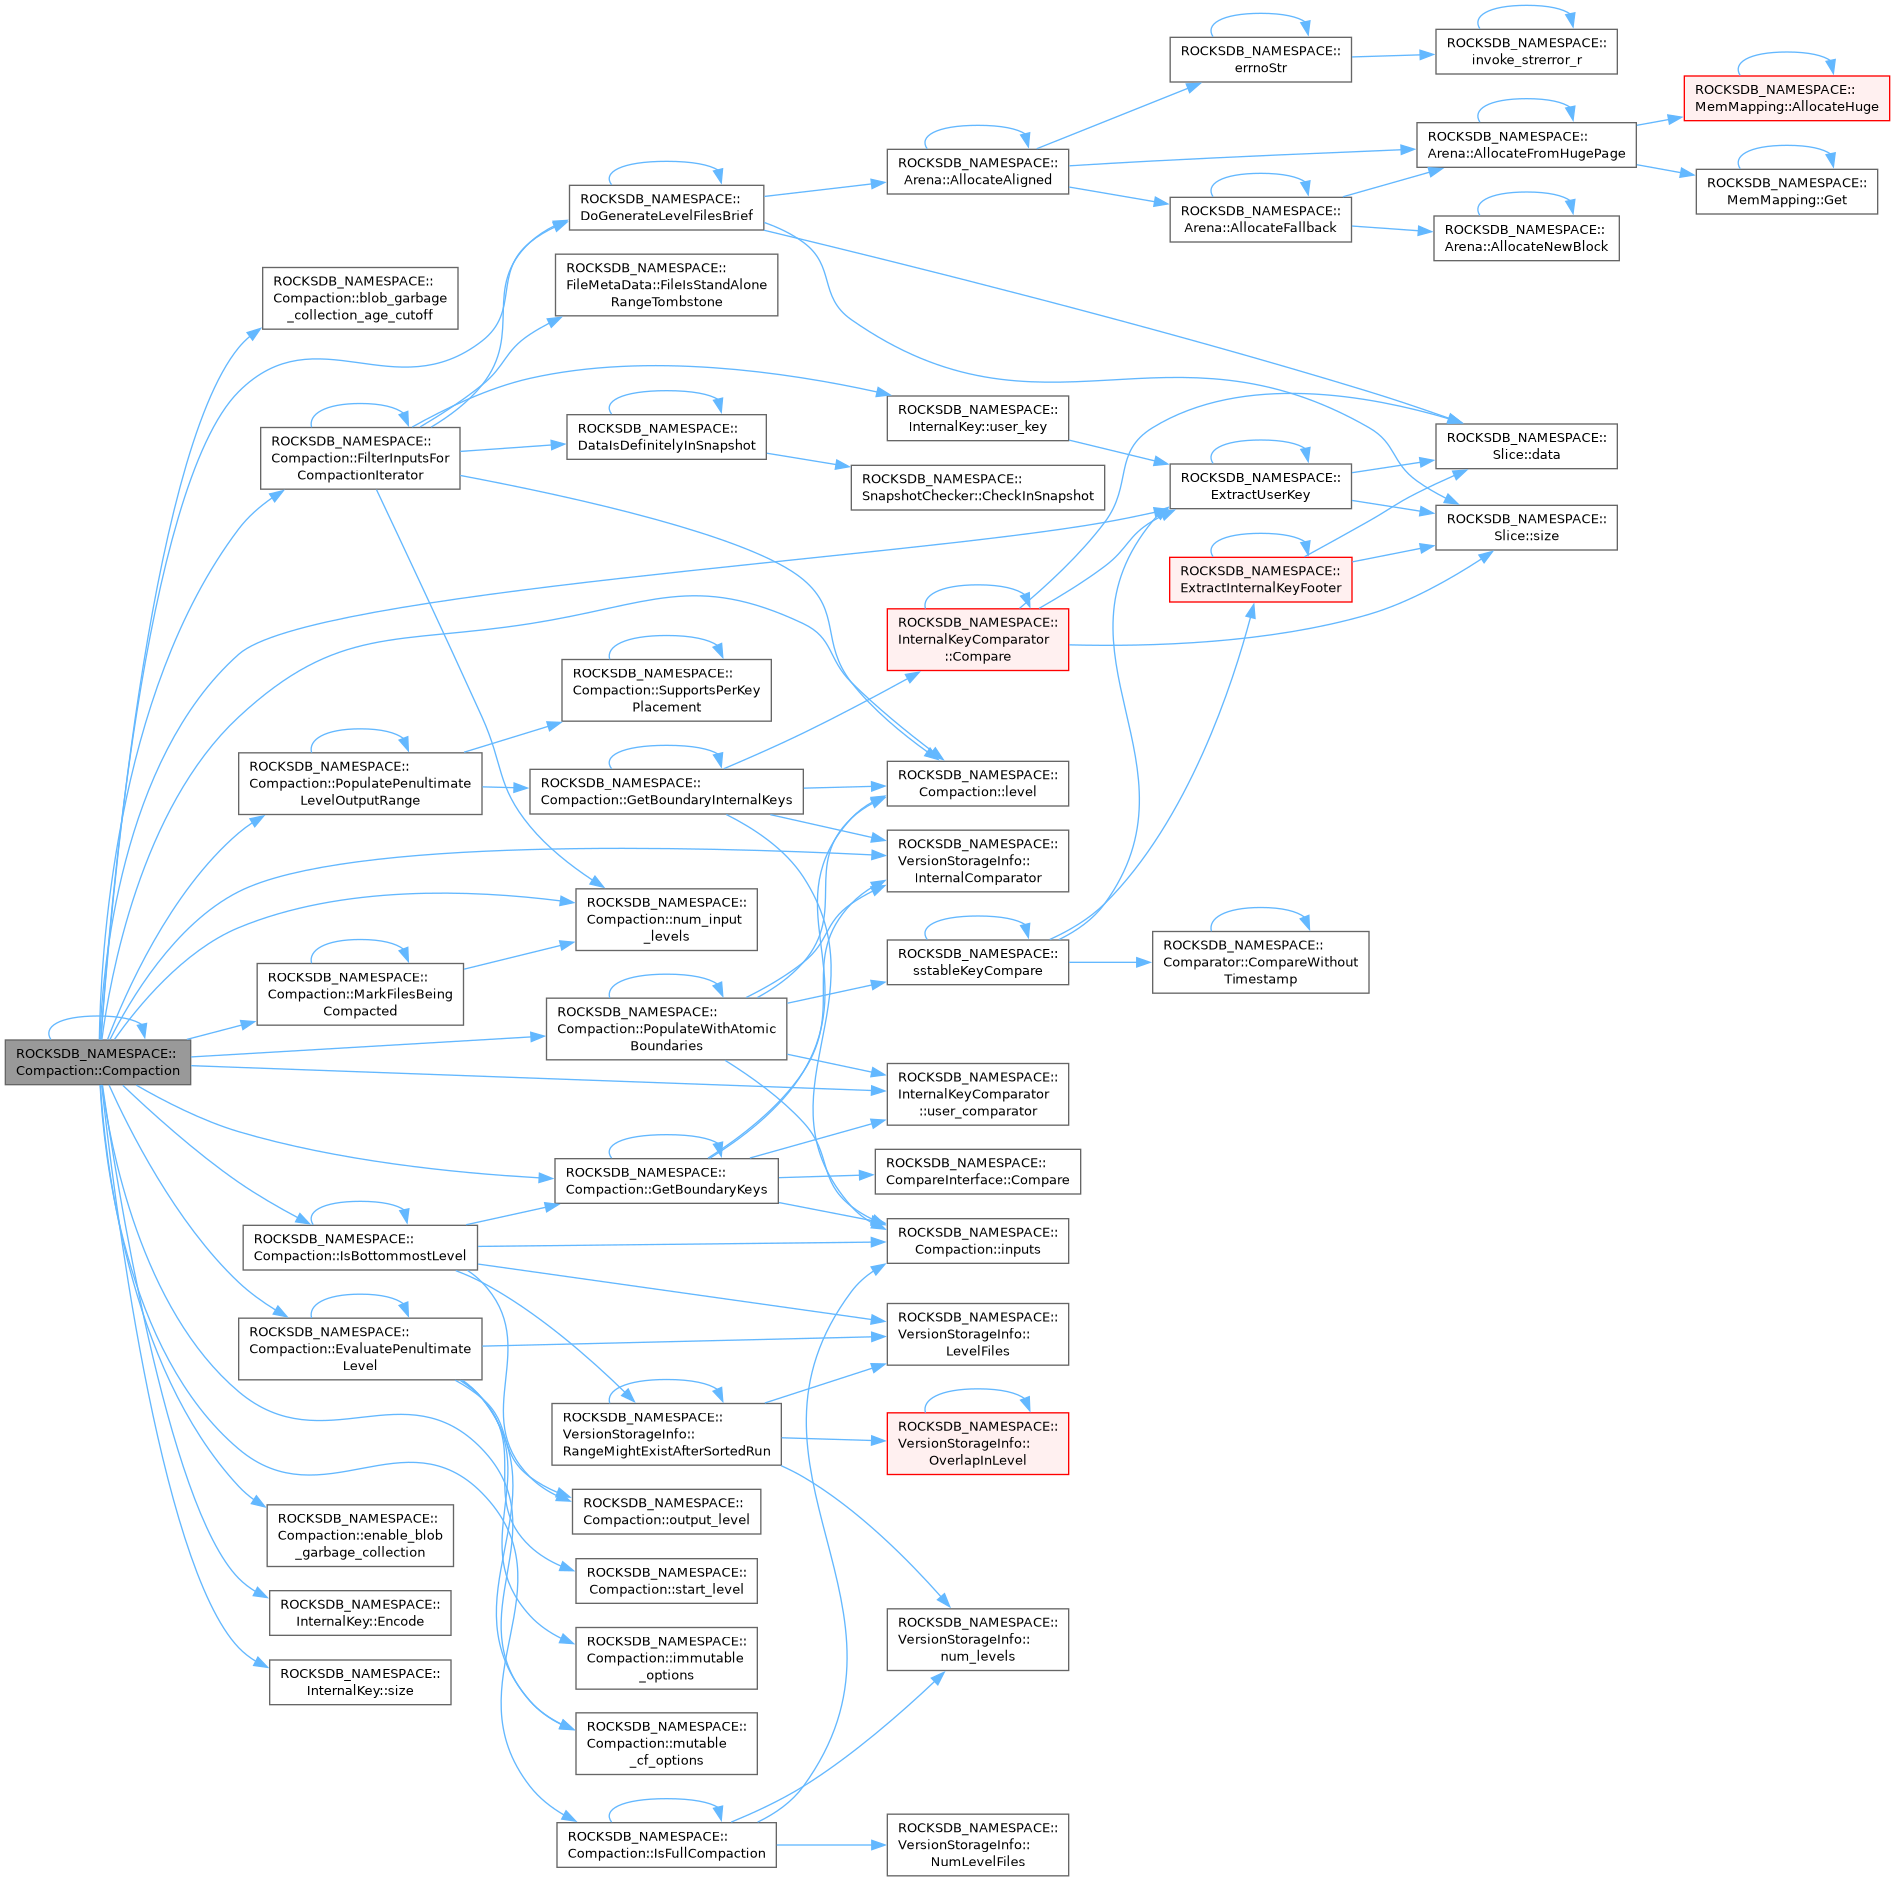 ROCKSDB_NAMESPACE::
Compaction::Compaction
ROCKSDB_NAMESPACE::
Compaction::blob_garbage
_collection_age_cutoff
ROCKSDB_NAMESPACE::
Compaction::FilterInputsFor
CompactionIterator
ROCKSDB_NAMESPACE::
Compaction::PopulatePenultimate
LevelOutputRange
ROCKSDB_NAMESPACE::
Compaction::MarkFilesBeing
Compacted
ROCKSDB_NAMESPACE::
Compaction::IsBottommostLevel
ROCKSDB_NAMESPACE::
Compaction::EvaluatePenultimate
Level
ROCKSDB_NAMESPACE::
Compaction::enable_blob
_garbage_collection
ROCKSDB_NAMESPACE::
InternalKey::Encode
ROCKSDB_NAMESPACE::
InternalKey::size
ROCKSDB_NAMESPACE::
DoGenerateLevelFilesBrief
ROCKSDB_NAMESPACE::
FileMetaData::FileIsStandAlone
RangeTombstone
ROCKSDB_NAMESPACE::
DataIsDefinitelyInSnapshot
ROCKSDB_NAMESPACE::
Compaction::SupportsPerKey
Placement
ROCKSDB_NAMESPACE::
Compaction::GetBoundaryInternalKeys
ROCKSDB_NAMESPACE::
Compaction::num_input
_levels
ROCKSDB_NAMESPACE::
Compaction::PopulateWithAtomic
Boundaries
ROCKSDB_NAMESPACE::
Compaction::GetBoundaryKeys
ROCKSDB_NAMESPACE::
VersionStorageInfo::
RangeMightExistAfterSortedRun
ROCKSDB_NAMESPACE::
Compaction::output_level
ROCKSDB_NAMESPACE::
Compaction::start_level
ROCKSDB_NAMESPACE::
Compaction::immutable
_options
ROCKSDB_NAMESPACE::
Compaction::mutable
_cf_options
ROCKSDB_NAMESPACE::
Compaction::IsFullCompaction
ROCKSDB_NAMESPACE::
Arena::AllocateAligned
ROCKSDB_NAMESPACE::
InternalKey::user_key
ROCKSDB_NAMESPACE::
SnapshotChecker::CheckInSnapshot
ROCKSDB_NAMESPACE::
InternalKeyComparator
::Compare
ROCKSDB_NAMESPACE::
Compaction::level
ROCKSDB_NAMESPACE::
VersionStorageInfo::
InternalComparator
ROCKSDB_NAMESPACE::
sstableKeyCompare
ROCKSDB_NAMESPACE::
InternalKeyComparator
::user_comparator
ROCKSDB_NAMESPACE::
CompareInterface::Compare
ROCKSDB_NAMESPACE::
Compaction::inputs
ROCKSDB_NAMESPACE::
VersionStorageInfo::
LevelFiles
ROCKSDB_NAMESPACE::
VersionStorageInfo::
OverlapInLevel
ROCKSDB_NAMESPACE::
VersionStorageInfo::
num_levels
ROCKSDB_NAMESPACE::
VersionStorageInfo::
NumLevelFiles
ROCKSDB_NAMESPACE::
errnoStr
ROCKSDB_NAMESPACE::
Arena::AllocateFallback
ROCKSDB_NAMESPACE::
ExtractUserKey
ROCKSDB_NAMESPACE::
ExtractInternalKeyFooter
ROCKSDB_NAMESPACE::
Comparator::CompareWithout
Timestamp
ROCKSDB_NAMESPACE::
invoke_strerror_r
ROCKSDB_NAMESPACE::
Arena::AllocateFromHugePage
ROCKSDB_NAMESPACE::
Arena::AllocateNewBlock
ROCKSDB_NAMESPACE::
Slice::data
ROCKSDB_NAMESPACE::
Slice::size
ROCKSDB_NAMESPACE::
MemMapping::AllocateHuge
ROCKSDB_NAMESPACE::
MemMapping::Get